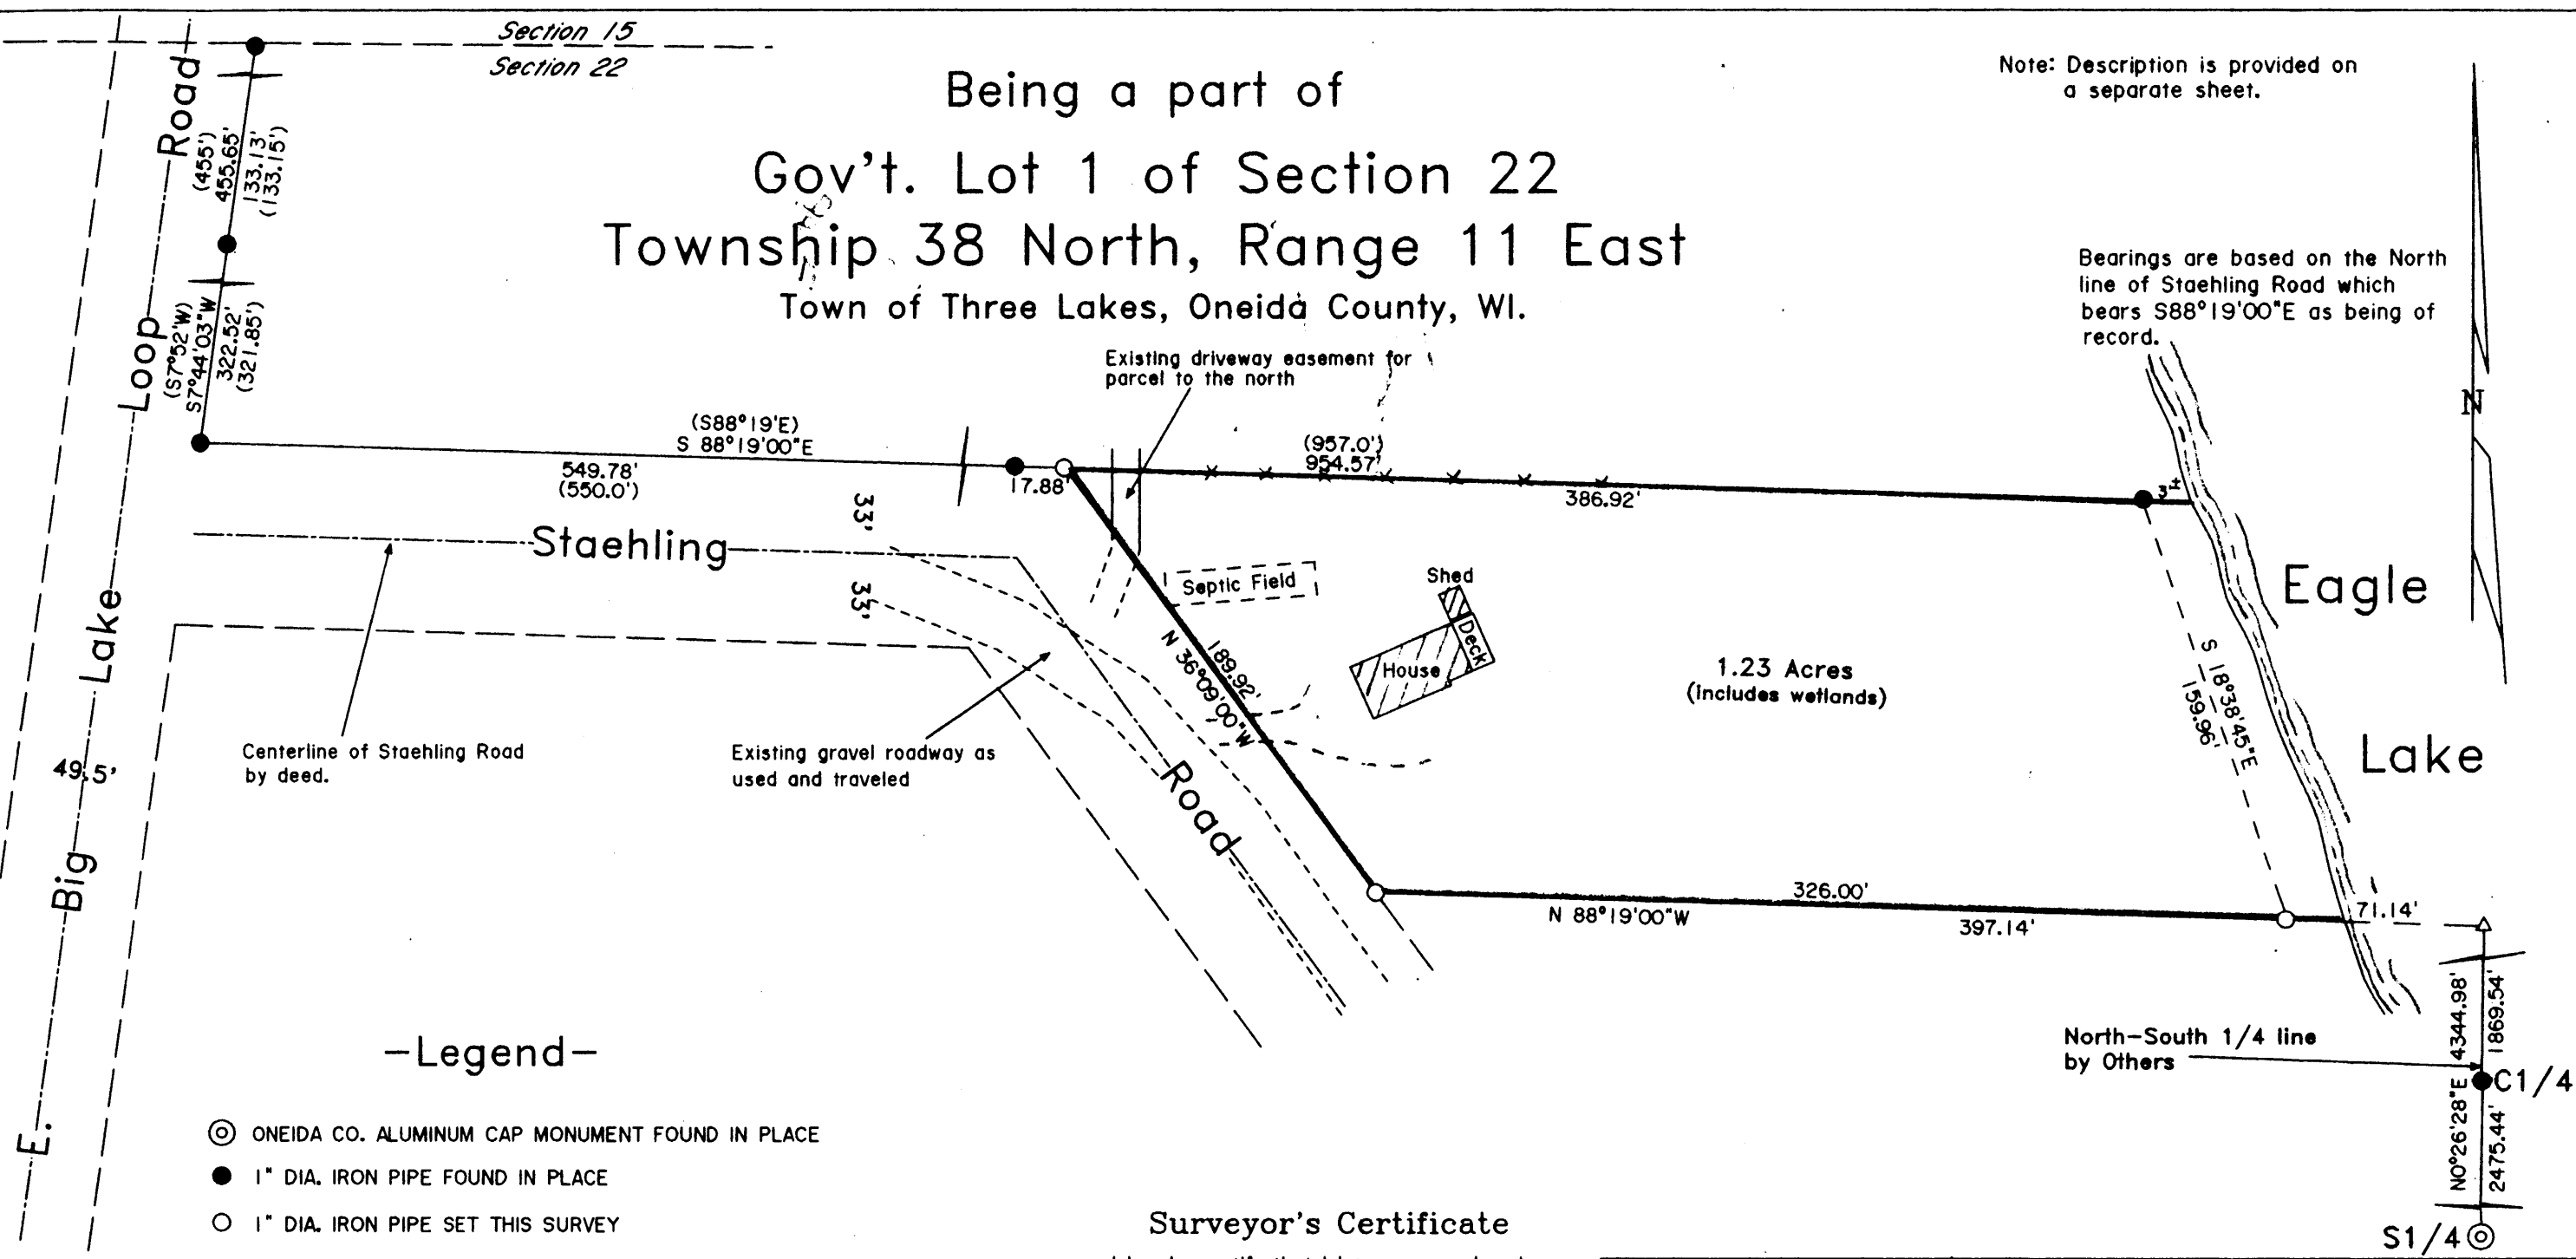 Section 15
Section 22
Being a part of
Gov't. Lot 1 of Section 22
Township 38 North, Range 11 East
Town of Three Lakes, Oneida County, WI.
Note: Description is provided on
a separate sheet.
Bearings are based on the North
line of Staehling Road which
bears S88°19'00"E as being of
record.
N
(455')
455.65'
133.13'
(133.15')
(S7°52'W)
S7°44'03"W
322.52'
(321.85')
E. Big Lake Loop Road
49.5'
(S88°19'E)
S 88°19'00"E
549.78'
(550.0')
17.88'
Existing driveway easement for
parcel to the north
(957.0')
954.57'
386.92'
3'±
33'
33'
Staehling Road
Septic Field
Shed
Deck
House
189.92'
N 36°09'00"W
1.23 Acres
(includes wetlands)
S 18°38'45"E
159.96'
Eagle
Lake
Centerline of Staehling Road
by deed.
Existing gravel roadway as
used and traveled
326.00'
N 88°19'00"W
397.14'
71.14'
North-South 1/4 line
by Others
N0°26'28"E 4344.98'
2475.44' 1869.54'
C1/4
S1/4
-Legend-
ONEIDA CO. ALUMINUM CAP MONUMENT FOUND IN PLACE
1" DIA. IRON PIPE FOUND IN PLACE
1" DIA. IRON PIPE SET THIS SURVEY
Surveyor's Certificate